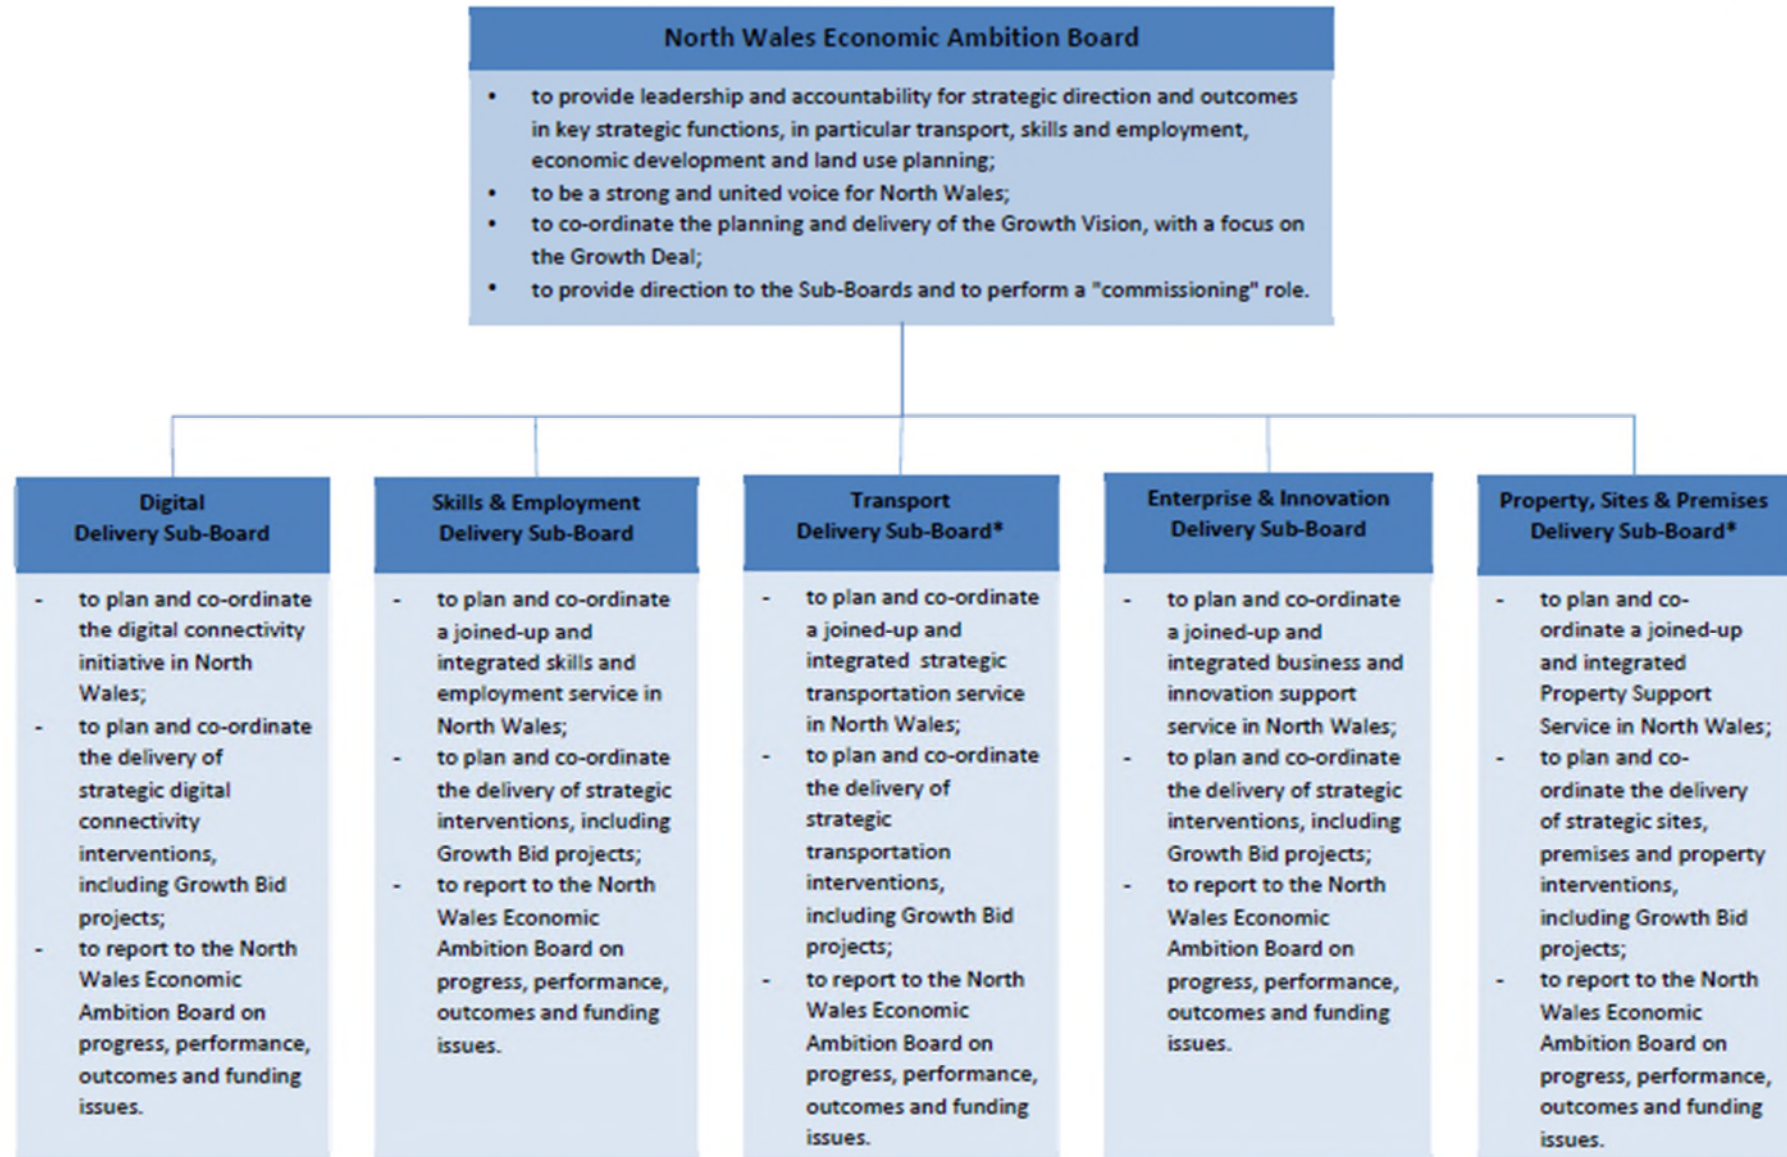 North Wales Economic Ambition Board
• to provide leadership and accountability for strategic direction and outcomes
in key strategic functions, in particular transport, skills and employment,
economic development and land use planning;
• to be a strong and united voice for North Wales;
• to co-ordinate the planning and delivery of the Growth Vision, with a focus on
the Growth Deal;
• to provide direction to the Sub-Boards and to perform a "commissioning" role.
Digital
Delivery Sub-Board
- to plan and co-ordinate
the digital connectivity
initiative in North
Wales;
- to plan and co-ordinate
the delivery of
strategic digital
connectivity
interventions,
including Growth Bid
projects;
- to report to the North
Wales Economic
Ambition Board on
progress, performance,
outcomes and funding
issues.
Skills & Employment
Delivery Sub-Board
- to plan and co-ordinate
a joined-up and
integrated skills and
employment service in
North Wales;
- to plan and co-ordinate
the delivery of strategic
interventions, including
Growth Bid projects;
- to report to the North
Wales Economic
Ambition Board on
progress, performance,
outcomes and funding
issues.
Transport
Delivery Sub-Board*
- to plan and co-ordinate
a joined-up and
integrated strategic
transportation service
in North Wales;
- to plan and co-ordinate
the delivery of
strategic
transportation
interventions,
including Growth Bid
projects;
- to report to the North
Wales Economic
Ambition Board on
progress, performance,
outcomes and funding
issues.
Enterprise & Innovation
Delivery Sub-Board
- to plan and co-ordinate
a joined-up and
integrated business and
innovation support
service in North Wales;
- to plan and co-ordinate
the delivery of strategic
interventions, including
Growth Bid projects;
- to report to the North
Wales Economic
Ambition Board on
progress, performance,
outcomes and funding
issues.
Property, Sites & Premises
Delivery Sub-Board*
- to plan and co-
ordinate a joined-up
and integrated
Property Support
Service in North Wales;
- to plan and co-
ordinate the delivery
of strategic sites,
premises and property
interventions,
including Growth Bid
projects;
- to report to the North
Wales Economic
Ambition Board on
progress, performance,
outcomes and funding
issues.